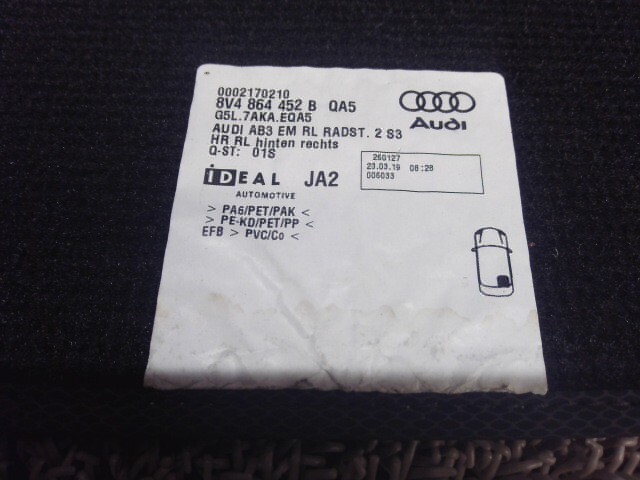 0002170210
8V4 864 452 B QA5
G5L.7AKA.EQA5
AUDI AB3 EM RL RADST. 2 S3
HR RL hinten rechts
Q-ST: 01S
Audi
IDEAL JA2
AUTOMOTIVE
260127
23.03.19 08:28
006033
> PA6/PET/PAK <
> PE-KD/PET/PP <
EFB > PVC/Co <